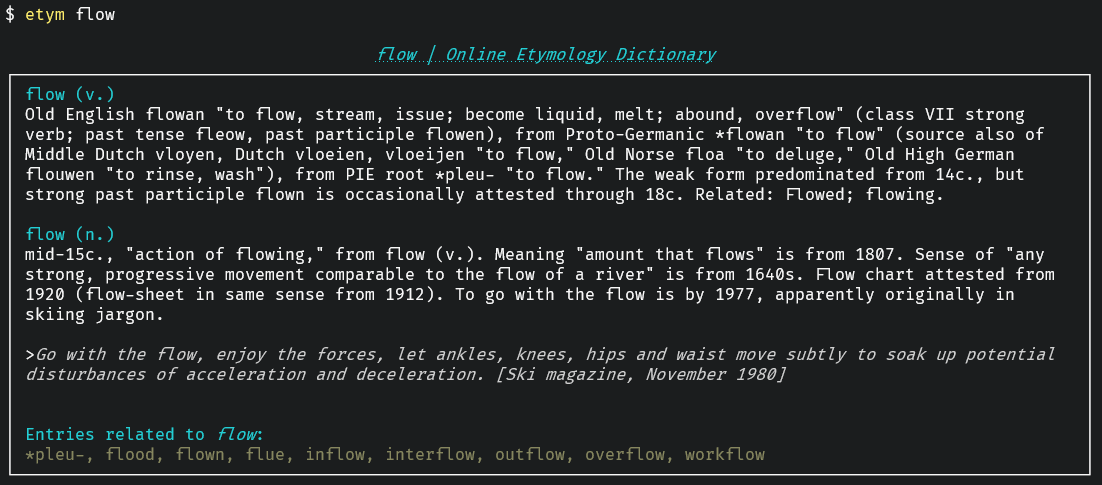 $ etym flow
flow | Online Etymology Dictionary
flow (v.)
Old English flowan "to flow, stream, issue; become liquid, melt; abound, overflow" (class VII strong
verb; past tense fleow, past participle flowen), from Proto-Germanic *flowan "to flow" (source also of
Middle Dutch vloyen, Dutch vloeien, vloeijen "to flow," Old Norse floa "to deluge," Old High German
flouwen "to rinse, wash"), from PIE root *pleu- "to flow." The weak form predominated from 14c., but
strong past participle flown is occasionally attested through 18c. Related: Flowed; flowing.
flow (n.)
mid-15c., "action of flowing," from flow (v.). Meaning "amount that flows" is from 1807. Sense of "any
strong, progressive movement comparable to the flow of a river" is from 1640s. Flow chart attested from
1920 (flow-sheet in same sense from 1912). To go with the flow is by 1977, apparently originally in
skiing jargon.
>Go with the flow, enjoy the forces, let ankles, knees, hips and waist move subtly to soak up potential
disturbances of acceleration and deceleration. [Ski magazine, November 1980]
Entries related to flow:
*pleu-, flood, flown, flue, inflow, interflow, outflow, overflow, workflow